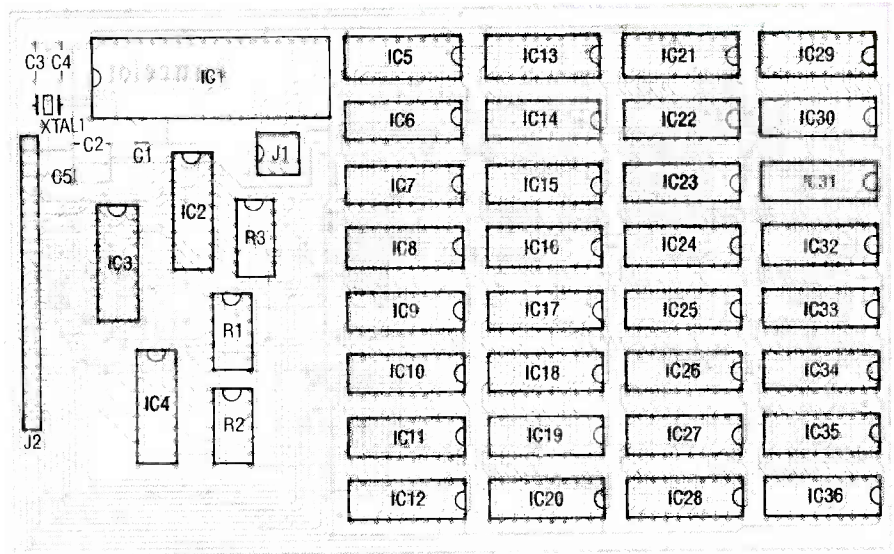 C3 C4
IC1
XTAL1
C2
C1
C5
J1
IC2
IC3
R3
R1
IC4
R2
J2
IC5 IC13 IC21 IC29
IC6 IC14 IC22 IC30
IC7 IC15 IC23 IC31
IC8 IC16 IC24 IC32
IC9 IC17 IC25 IC33
IC10 IC18 IC26 IC34
IC11 IC19 IC27 IC35
IC12 IC20 IC28 IC36